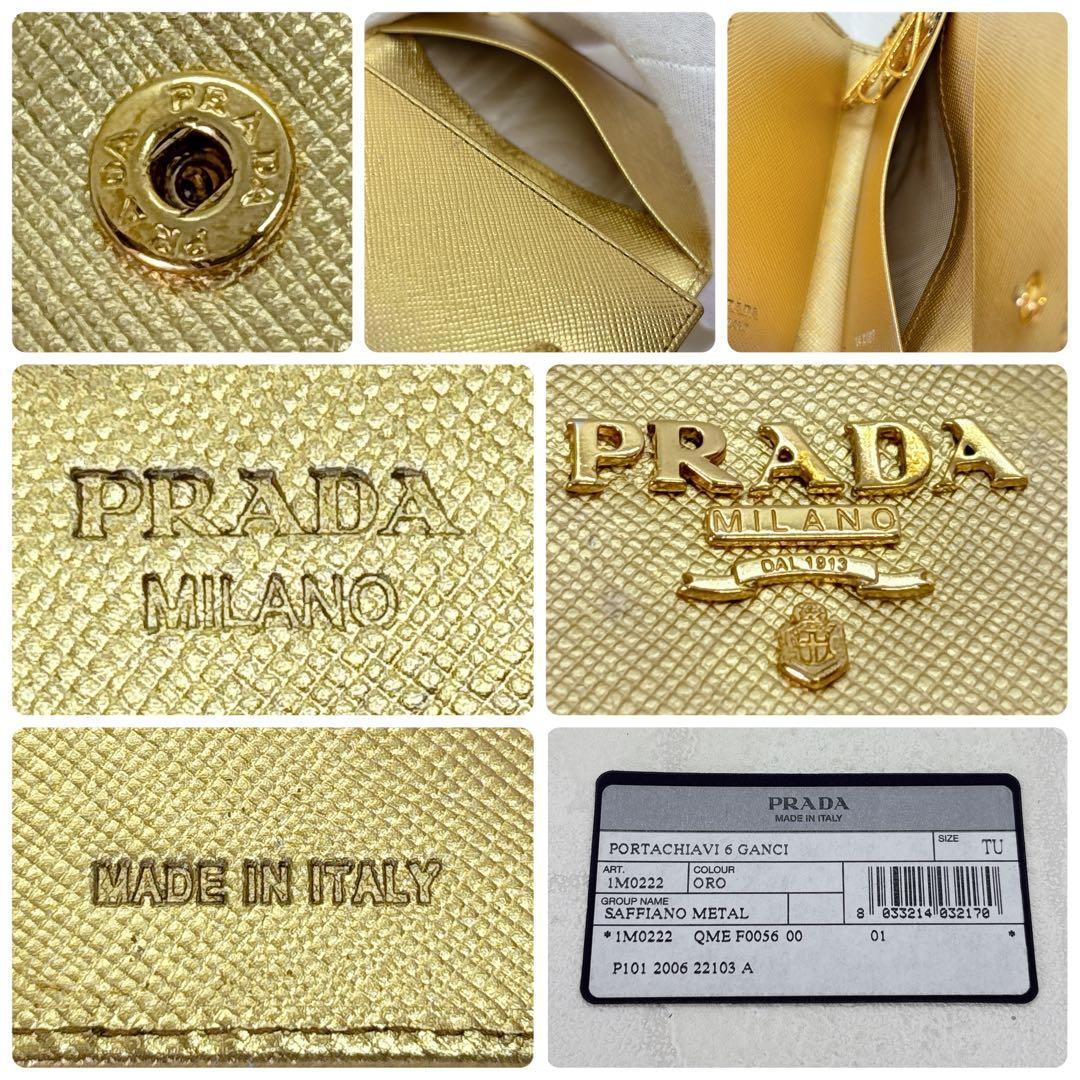 PRADA PRADA
PRADA
MILANO
PRADA
MILANO
DAL 1913
MADE IN ITALY
PRADA
MADE IN ITALY
PORTACHIAVI 6 GANCI
SIZE
TU
ART.
1M0222
COLOUR
ORO
GROUP NAME
SAFFIANO METAL
8 033214 032170
* 1M0222 QME F0056 00 01 *
P101 2006 22103 A